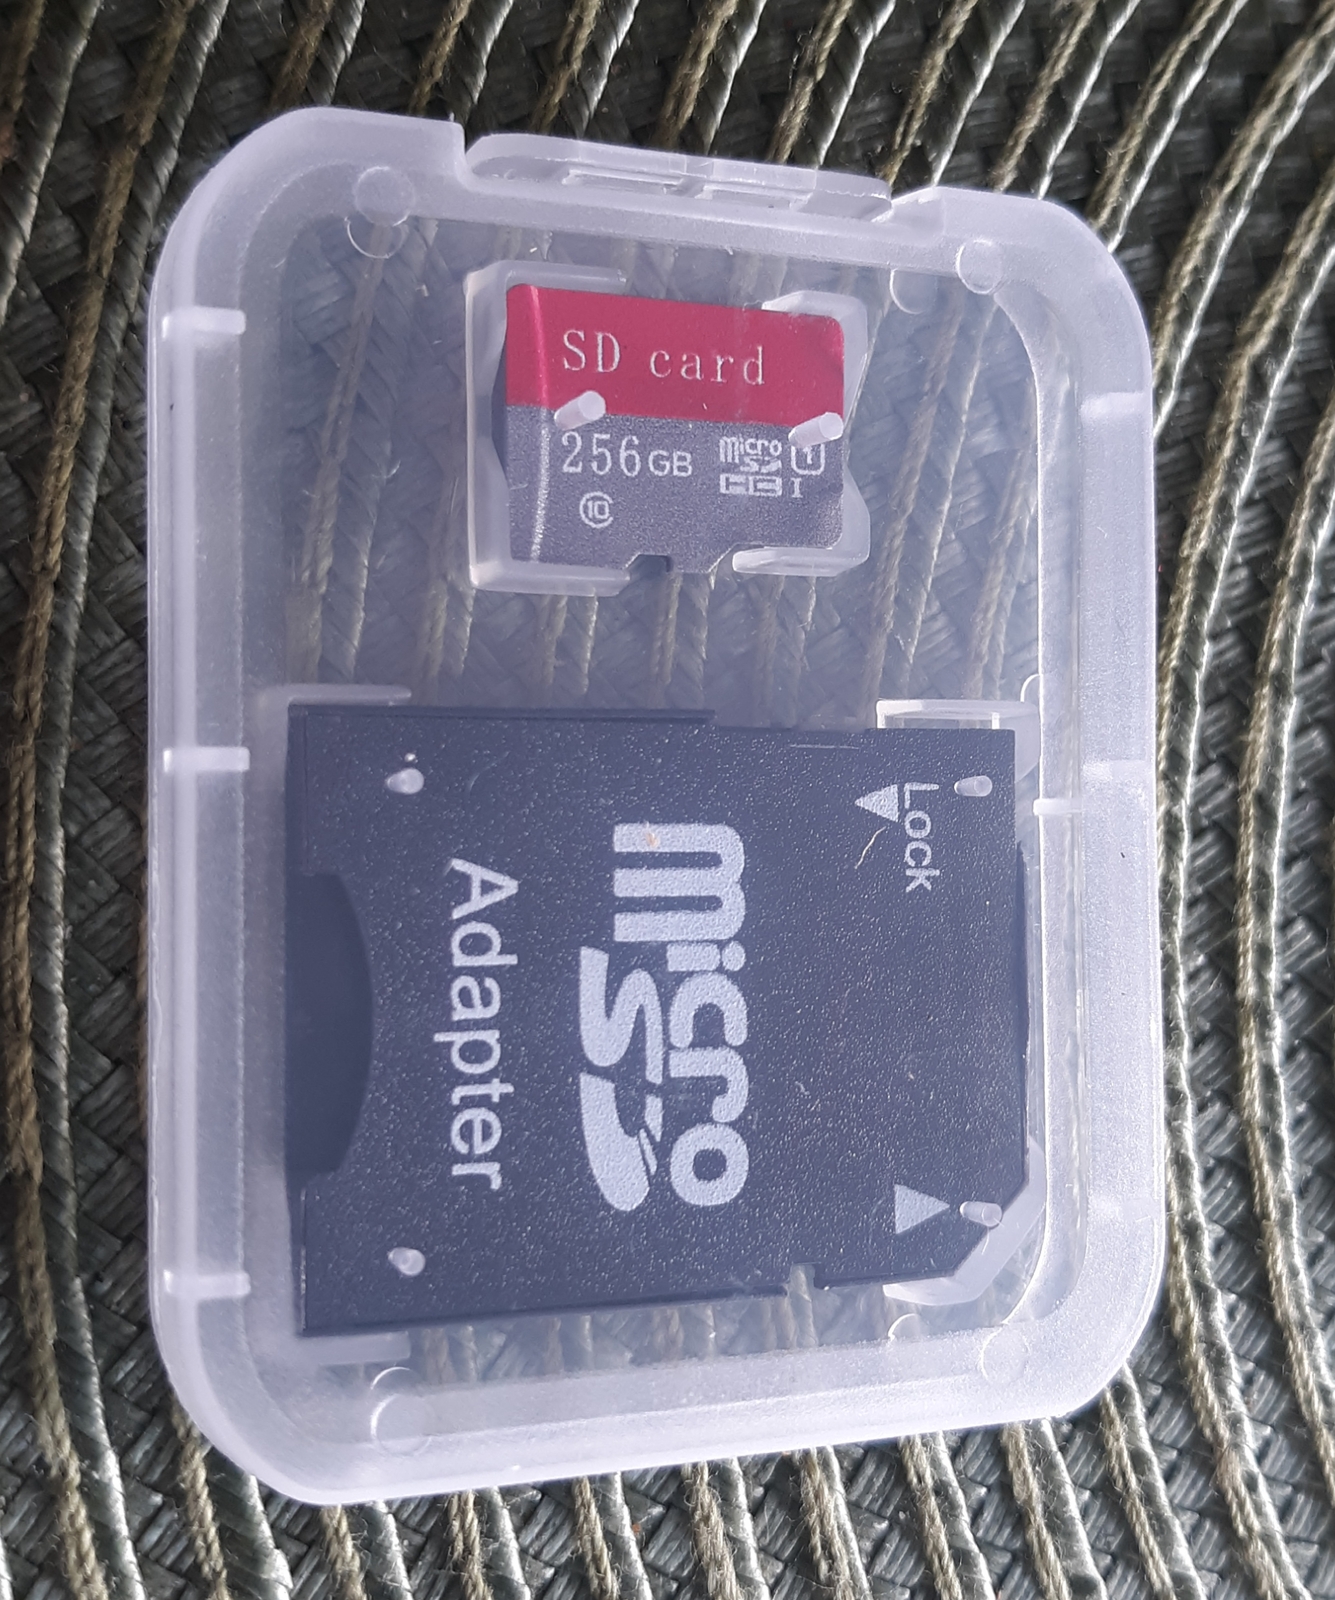 SD card
256GB
micro
SD
HC I
1
10
Lock
micro
SD
Adapter